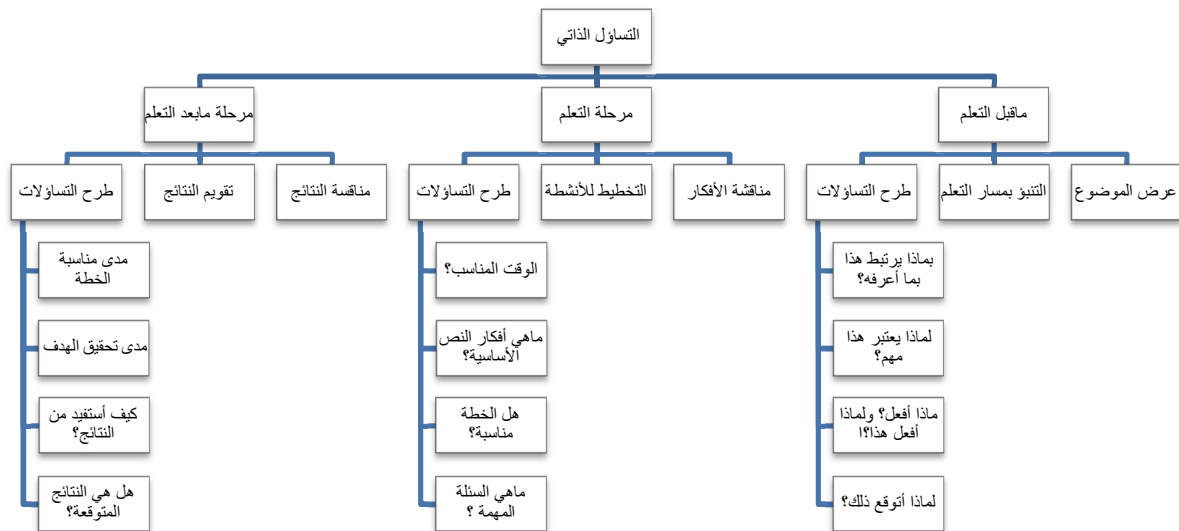 التساؤل الذاتي
ماقبل التعلم
مرحلة التعلم
مرحلة مابعد التعلم
عرض الموضوع
التنبؤ بمسار التعلم
طرح التساؤلات
مناقشة الأفكار
التخطيط للأنشطة
طرح التساؤلات
مناقسة النتائج
تقويم النتائج
طرح التساؤلات
بماذا يرتبط هذا
بما أعرفه؟
لماذا يعتبر هذا
مهم؟
ماذا أفعل؟ ولماذا
أفعل هذا؟ا
لماذا أتوقع ذلك؟
الوقت المناسب؟
ماهي أفكار النص
الأساسية؟
هل الخطة
مناسبة؟
ماهي السئلة
المهمة ؟
مدى مناسبة
الخطة
مدى تحقيق الهدف
كيف أستفيد من
النتائج؟
هل هي النتائج
المتوقعة؟